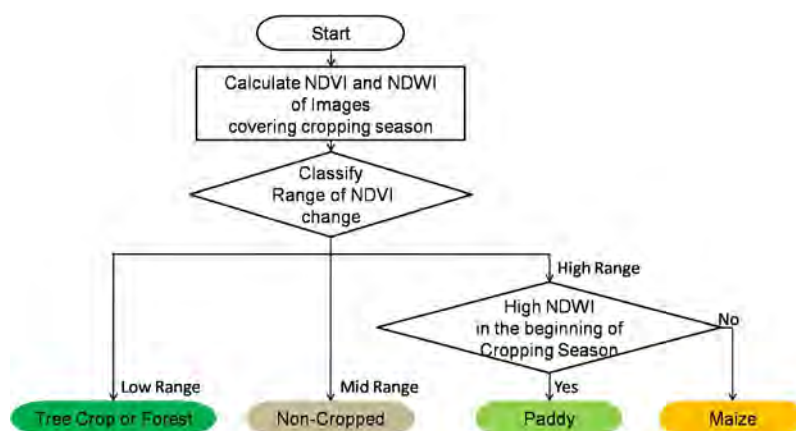 Start
Calculate NDVI and NDWI
of Images
covering cropping season
Classify
Range of NDVI
change
High Range
High NDWI
in the beginning of
Cropping Season
No
Low Range
Mid Range
Yes
Tree Crop or Forest
Non-Cropped
Paddy
Maize